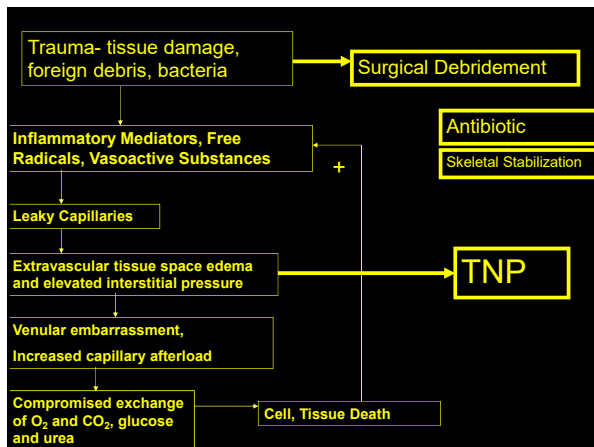 Trauma- tissue damage,
foreign debris, bacteria
Surgical Debridement
Antibiotic
Inflammatory Mediators, Free
Radicals, Vasoactive Substances
Skeletal Stabilization
+
Leaky Capillaries
Extravascular tissue space edema
and elevated interstitial pressure
TNP
Venular embarrassment,
Increased capillary afterload
Compromised exchange
of O₂ and CO₂, glucose
and urea
Cell, Tissue Death